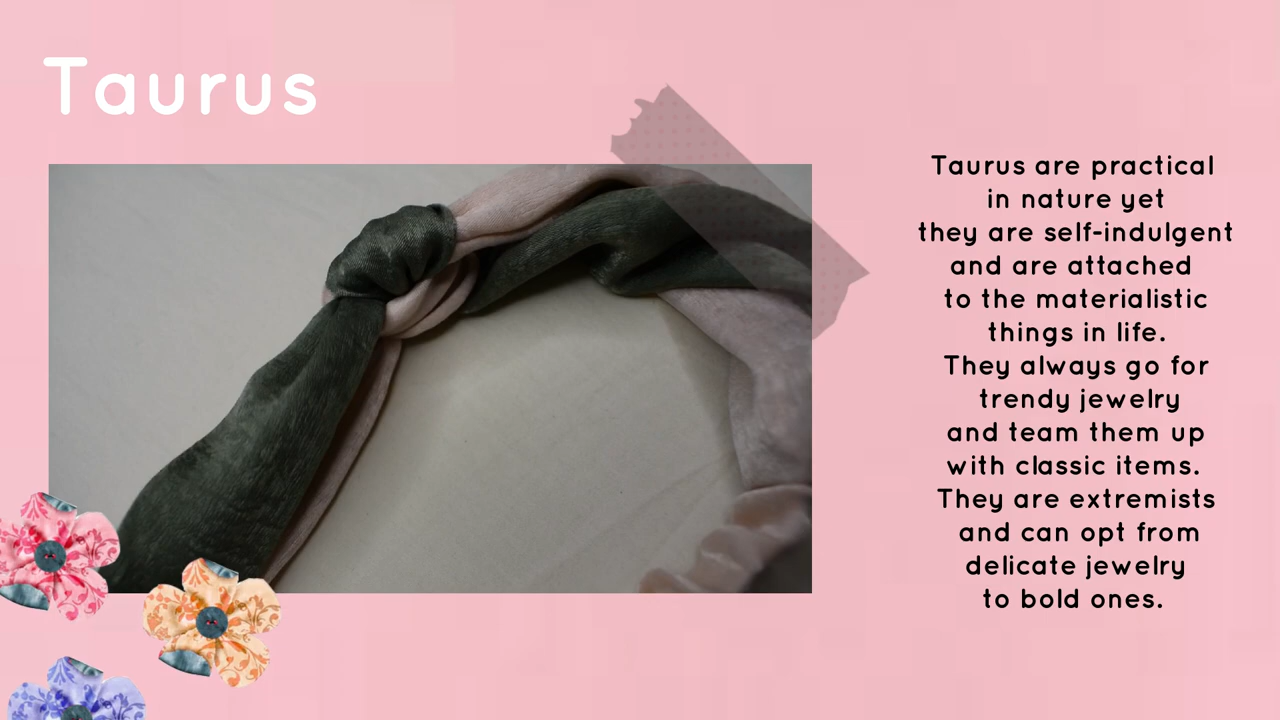 Taurus
Taurus are practical
in nature yet
they are self-indulgent
and are attached
to the materialistic
things in life.
They always go for
trendy jewelry
and team them up
with classic items.
They are extremists
and can opt from
delicate jewelry
to bold ones.